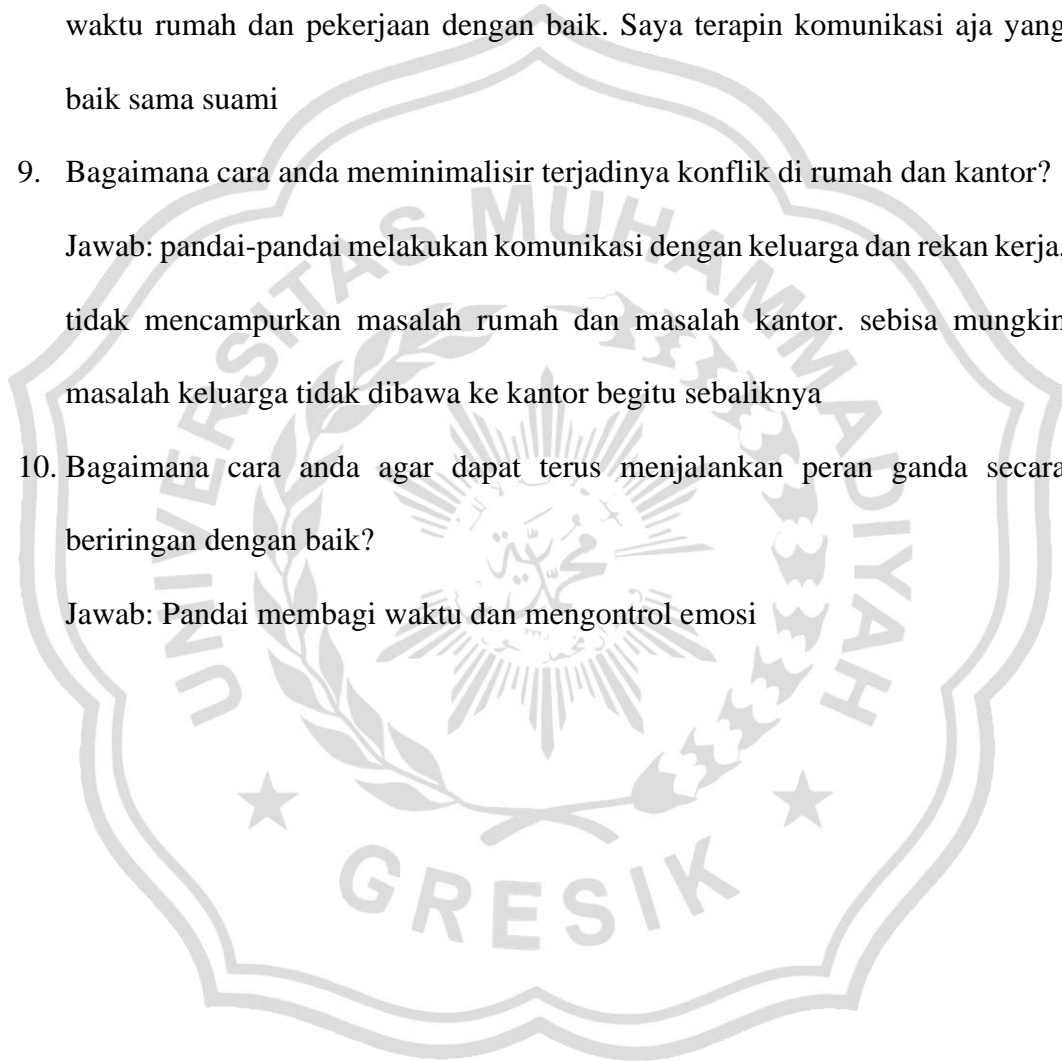 waktu rumah dan pekerjaan dengan baik. Saya terapin komunikasi aja yang
baik sama suami
9. Bagaimana cara anda meminimalisir terjadinya konflik di rumah dan kantor?
Jawab: pandai-pandai melakukan komunikasi dengan keluarga dan rekan kerja,
tidak mencampurkan masalah rumah dan masalah kantor. sebisa mungkin
masalah keluarga tidak dibawa ke kantor begitu sebaliknya
10. Bagaimana cara anda agar dapat terus menjalankan peran ganda secara
beriringan dengan baik?
Jawab: Pandai membagi waktu dan mengontrol emosi
UNIVERSITAS MUHAMMADIYAH
GRESIK